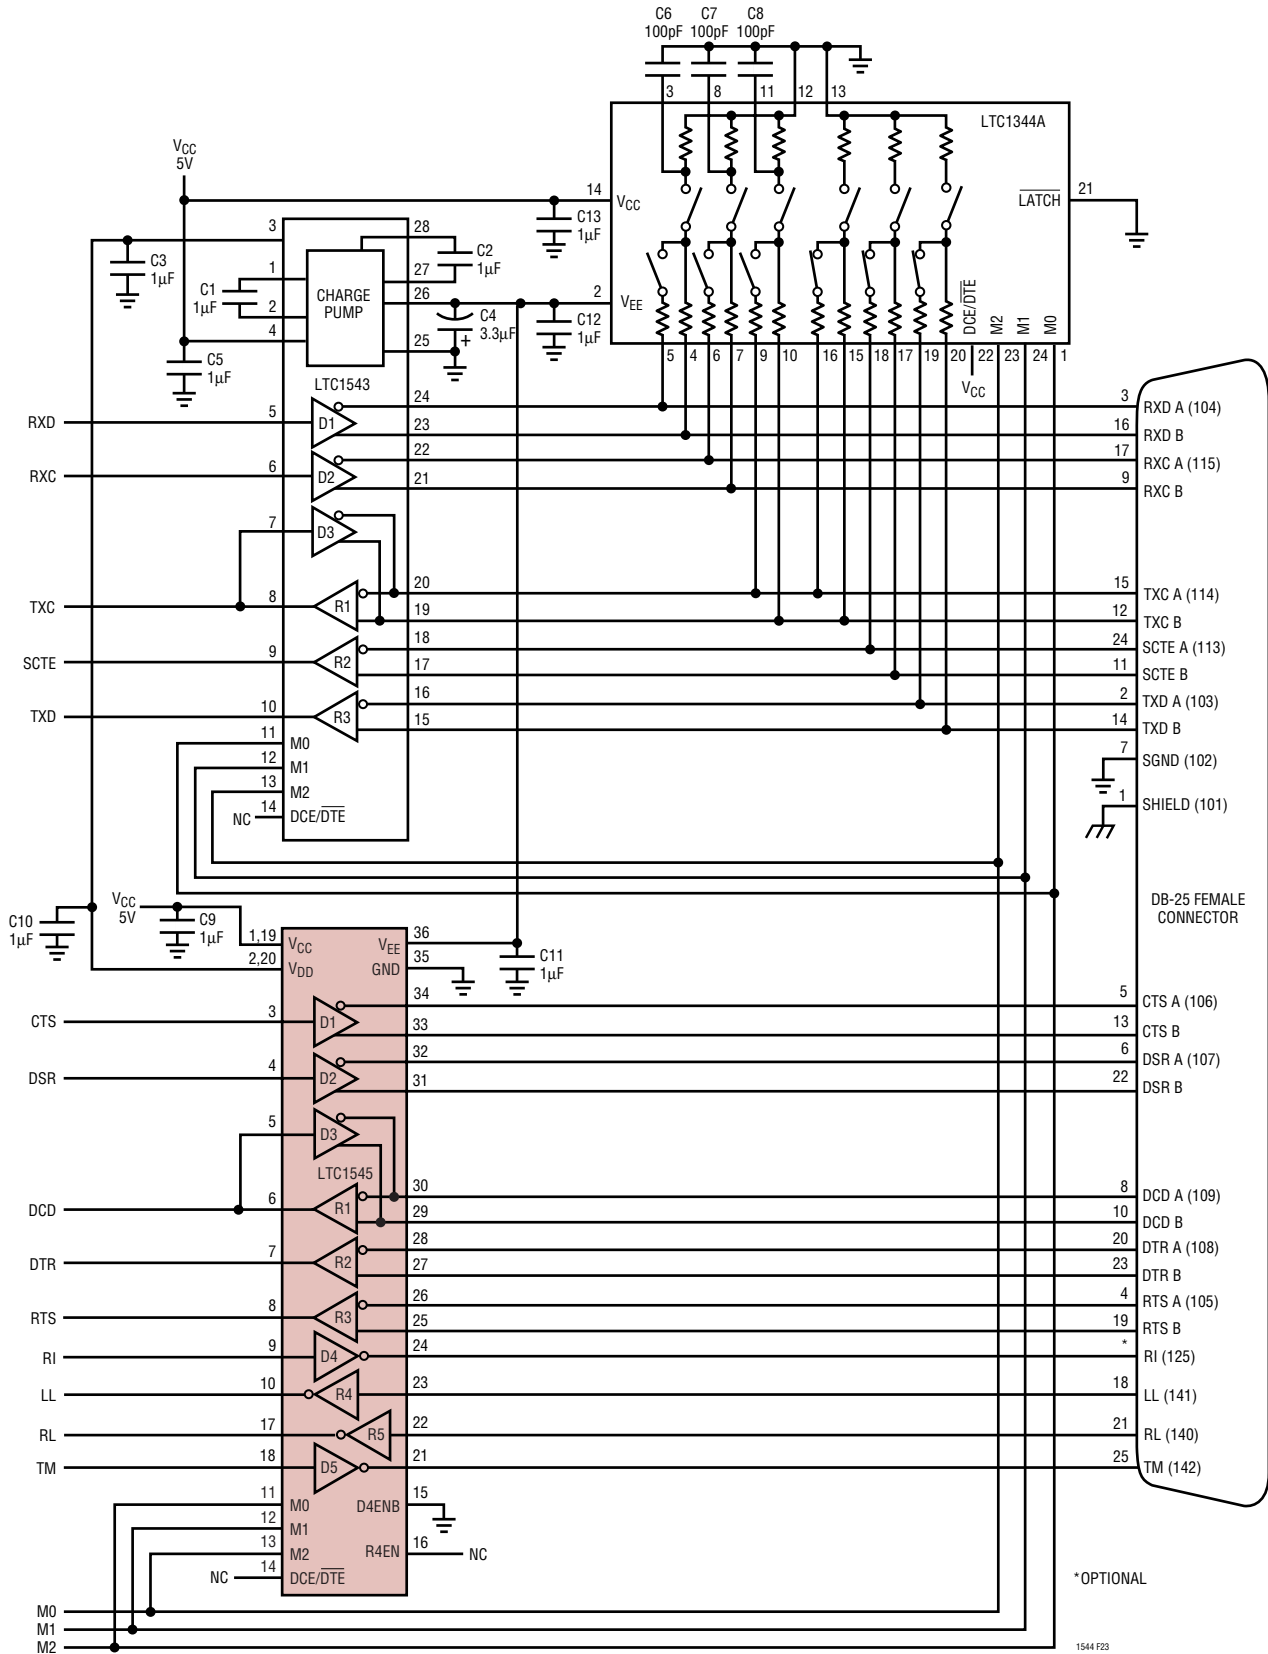 C6 C7 C8
100pF 100pF 100pF
3 8 11 12 13
LTC1344A
VCC
5V
14 VCC
C13
1µF
LATCH 21
3
28
C3
1µF
1
C1
1µF
2
CHARGE
PUMP
C2
1µF
27
26
2 VEE
C4
3.3µF
+
C12
1µF
4
25
C5
1µF
DCE/DTE M2 M1 M0
5 4 6 7 9 10 16 15 18 17 19 20 22 23 24 1
VCC
LTC1543
RXD 5 D1 24 3 RXD A (104)
23 16 RXD B
RXC 6 D2 22 17 RXC A (115)
21 9 RXC B
7 D3
TXC 8 R1 20 15 TXC A (114)
19 12 TXC B
SCTE 9 R2 18 24 SCTE A (113)
17 11 SCTE B
TXD 10 R3 16 2 TXD A (103)
15 14 TXD B
11 M0
12 M1
13 M2
NC 14 DCE/DTE
7 SGND (102)
1 SHIELD (101)
DB-25 FEMALE
CONNECTOR
C10
1µF
VCC
5V
C9
1µF
1,19 VCC
2,20 VDD
VEE 36
GND 35
C11
1µF
CTS 3 D1 34 5 CTS A (106)
33 13 CTS B
DSR 4 D2 32 6 DSR A (107)
31 22 DSR B
5 D3
LTC1545
DCD 6 R1 30 8 DCD A (109)
29 10 DCD B
DTR 7 R2 28 20 DTR A (108)
27 23 DTR B
RTS 8 R3 26 4 RTS A (105)
25 19 RTS B
RI 9 D4 24 * RI (125)
LL 10 R4 23 18 LL (141)
RL 17 R5 22 21 RL (140)
TM 18 D5 21 25 TM (142)
11 M0 D4ENB 15
12 M1
13 M2 R4EN 16 NC
NC 14 DCE/DTE
*OPTIONAL
M0
M1
M2
1544 F23